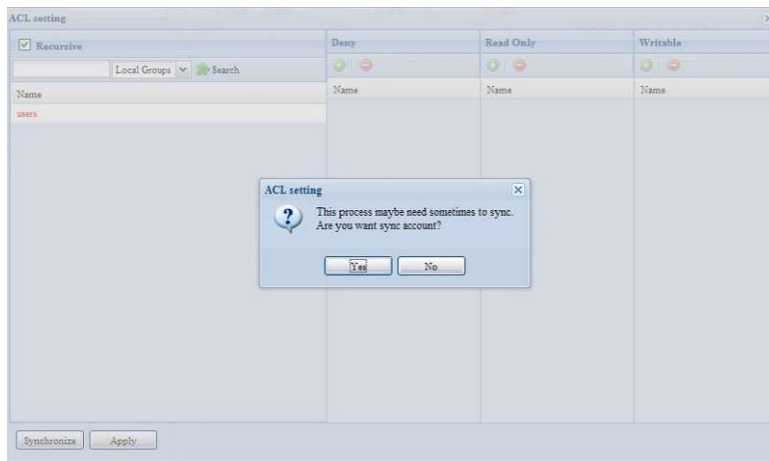 ACL setting
Recursive
Deny
Read Only
Writable
Local Groups
Search
Name
Name
Name
Name
users
ACL setting
This process maybe need sometimes to sync.
Are you want sync account?
Yes
No
Synchronize
Apply